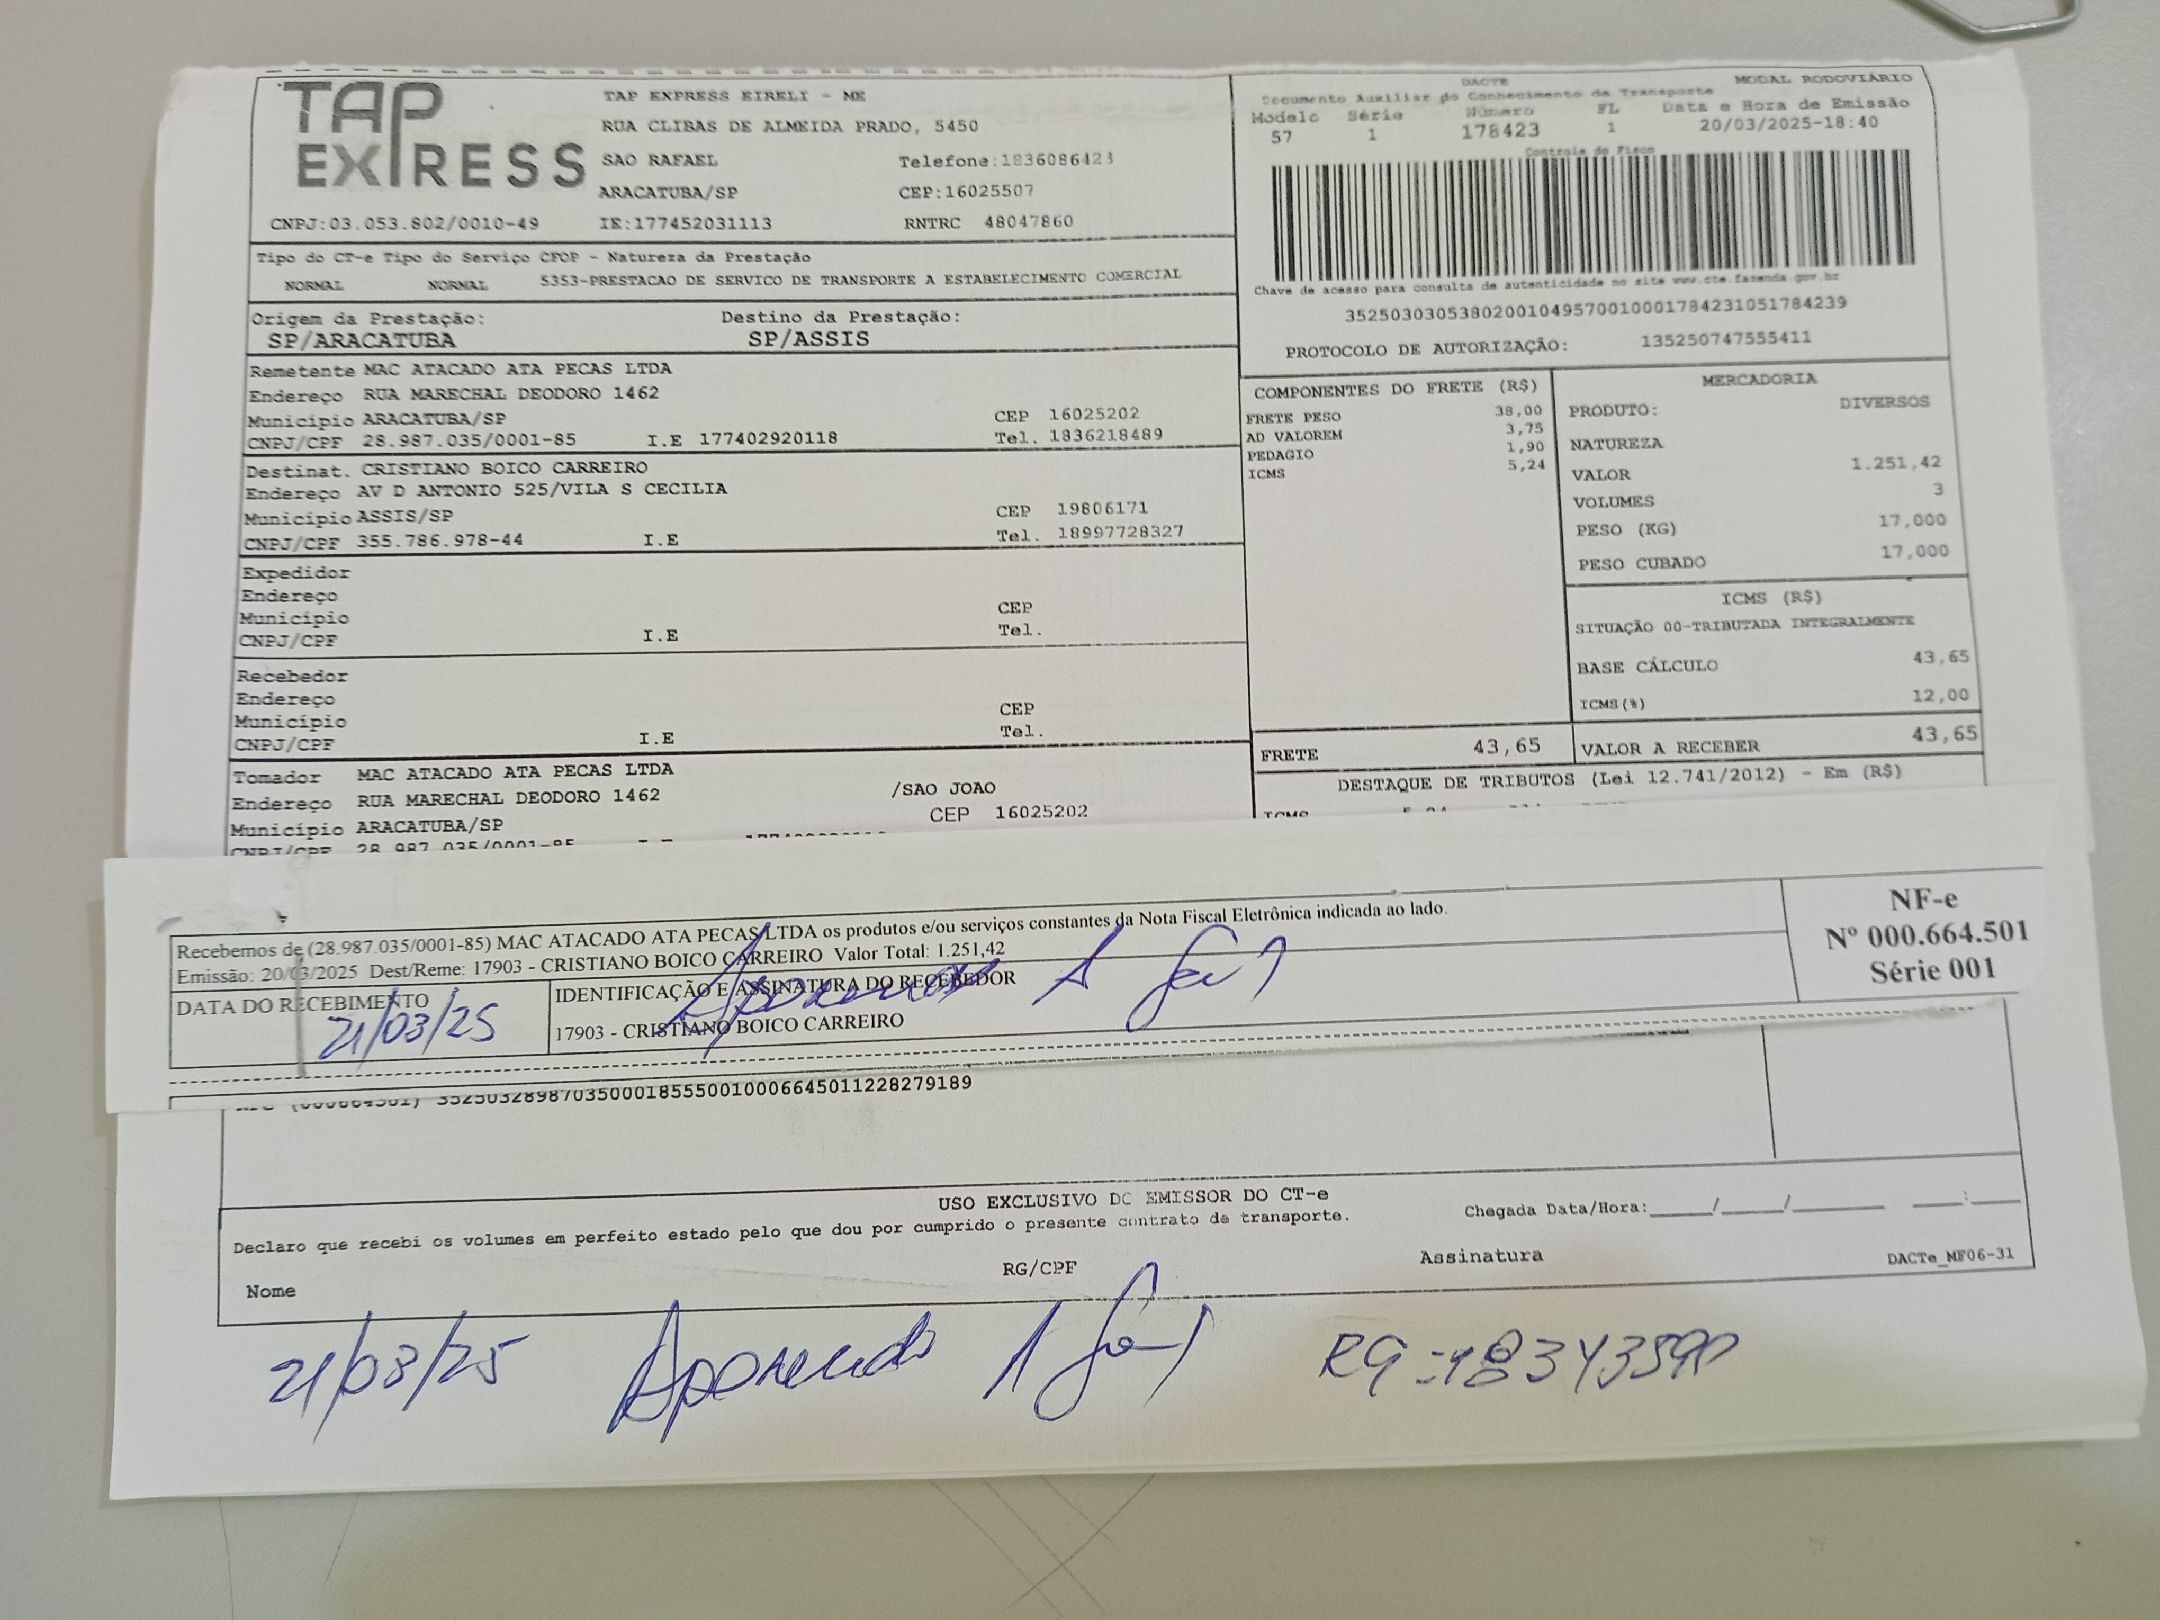 TAP EXPRESS
TAP EXPRESS EIRELI - ME
RUA CLIBAS DE ALMEIDA PRADO, 5450
SAO RAFAEL Telefone:1836086423
ARACATUBA/SP CEP:16025507
CNPJ:03.053.802/0010-49 IE:177452031113 RNTRC 48047860
DACTE MODAL RODOVIÁRIO
Documento Auxiliar do Conhecimento de Transporte
Modelo Série Número FL Data e Hora de Emissão
57 1 178423 1 20/03/2025-18:40
Controle do Fisco
Chave de acesso para consulta de autenticidade no site www.cte.fazenda.gov.br
35250303053802001049570010001784231051784239
PROTOCOLO DE AUTORIZAÇÃO: 135250747555411
Tipo do CT-e Tipo do Serviço CFOP - Natureza da Prestação
NORMAL NORMAL 5353-PRESTACAO DE SERVICO DE TRANSPORTE A ESTABELECIMENTO COMERCIAL
Origem da Prestação: Destino da Prestação:
SP/ARACATUBA SP/ASSIS
Remetente MAC ATACADO ATA PECAS LTDA
Endereço RUA MARECHAL DEODORO 1462
Município ARACATUBA/SP CEP 16025202
CNPJ/CPF 28.987.035/0001-85 I.E 177402920118 Tel. 1836218489
Destinat. CRISTIANO BOICO CARREIRO
Endereço AV D ANTONIO 525/VILA S CECILIA
Município ASSIS/SP CEP 19806171
CNPJ/CPF 355.786.978-44 I.E Tel. 18997728327
Expedidor
Endereço
Município CEP
CNPJ/CPF I.E Tel.
Recebedor
Endereço
Município CEP
CNPJ/CPF I.E Tel.
Tomador MAC ATACADO ATA PECAS LTDA
Endereço RUA MARECHAL DEODORO 1462 /SAO JOAO
Município ARACATUBA/SP CEP 16025202
CNPJ/CPF 28.987.035/0001-85
COMPONENTES DO FRETE (R$)
FRETE PESO 38,00
AD VALOREM 3,75
PEDAGIO 1,90
ICMS 5,24
FRETE 43,65
MERCADORIA
PRODUTO: DIVERSOS
NATUREZA
VALOR 1.251,42
VOLUMES 3
PESO (KG) 17,000
PESO CUBADO 17,000
ICMS (R$)
SITUAÇÃO 00-TRIBUTADA INTEGRALMENTE
BASE CÁLCULO 43,65
ICMS(%) 12,00
VALOR A RECEBER 43,65
DESTAQUE DE TRIBUTOS (Lei 12.741/2012) - Em (R$)
ICMS
Recebemos de (28.987.035/0001-85) MAC ATACADO ATA PECAS LTDA os produtos e/ou serviços constantes da Nota Fiscal Eletrônica indicada ao lado.
Emissão: 20/03/2025 Dest/Reme: 17903 - CRISTIANO BOICO CARREIRO Valor Total: 1.251,42
DATA DO RECEBIMENTO IDENTIFICAÇÃO E ASSINATURA DO RECEBEDOR
21/03/25 17903 - CRISTIANO BOICO CARREIRO
NF-e
Nº 000.664.501
Série 001
(000664501) 35250328987035000185550010006645011228279189
USO EXCLUSIVO DO EMISSOR DO CT-e
Declaro que recebi os volumes em perfeito estado pelo que dou por cumprido o presente contrato de transporte. Chegada Data/Hora:____/____/______ ___:___
Nome RG/CPF Assinatura DACTe_MF06-31
21/03/25